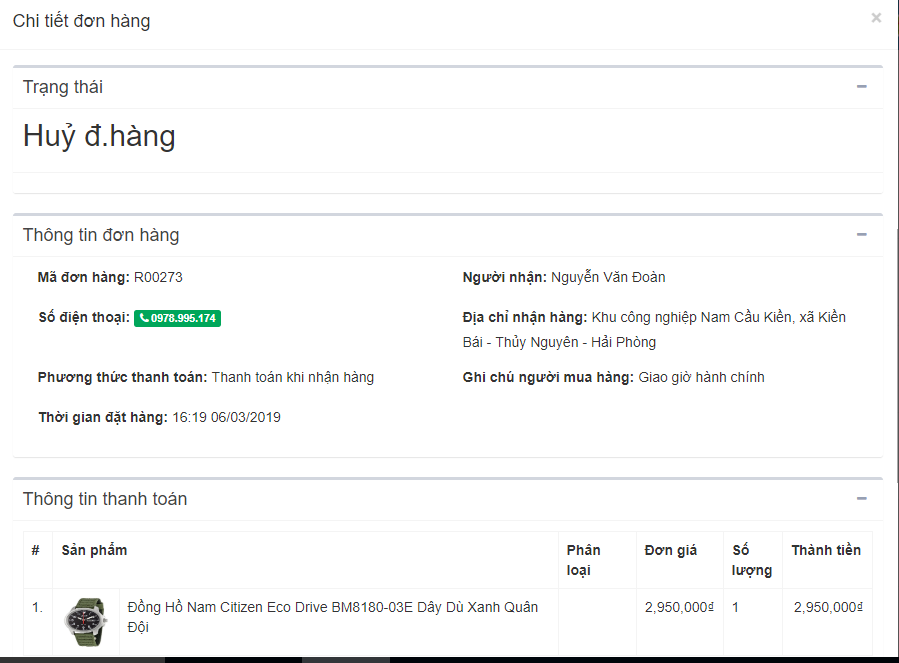 Chi tiết đơn hàng ×
Trạng thái
Huỷ đ.hàng
Thông tin đơn hàng
Mã đơn hàng: R00273
Người nhận: Nguyễn Văn Đoàn
Số điện thoại: 0978.995.174
Địa chỉ nhận hàng: Khu công nghiệp Nam Cầu Kiền, xã Kiền
Bái - Thủy Nguyên - Hải Phòng
Phương thức thanh toán: Thanh toán khi nhận hàng
Ghi chú người mua hàng: Giao giờ hành chính
Thời gian đặt hàng: 16:19 06/03/2019
Thông tin thanh toán
# Sản phẩm Phân loại Đơn giá Số lượng Thành tiền
1. Đồng Hồ Nam Citizen Eco Drive BM8180-03E Dây Dù Xanh Quân
Đội
2,950,000₫ 1 2,950,000₫